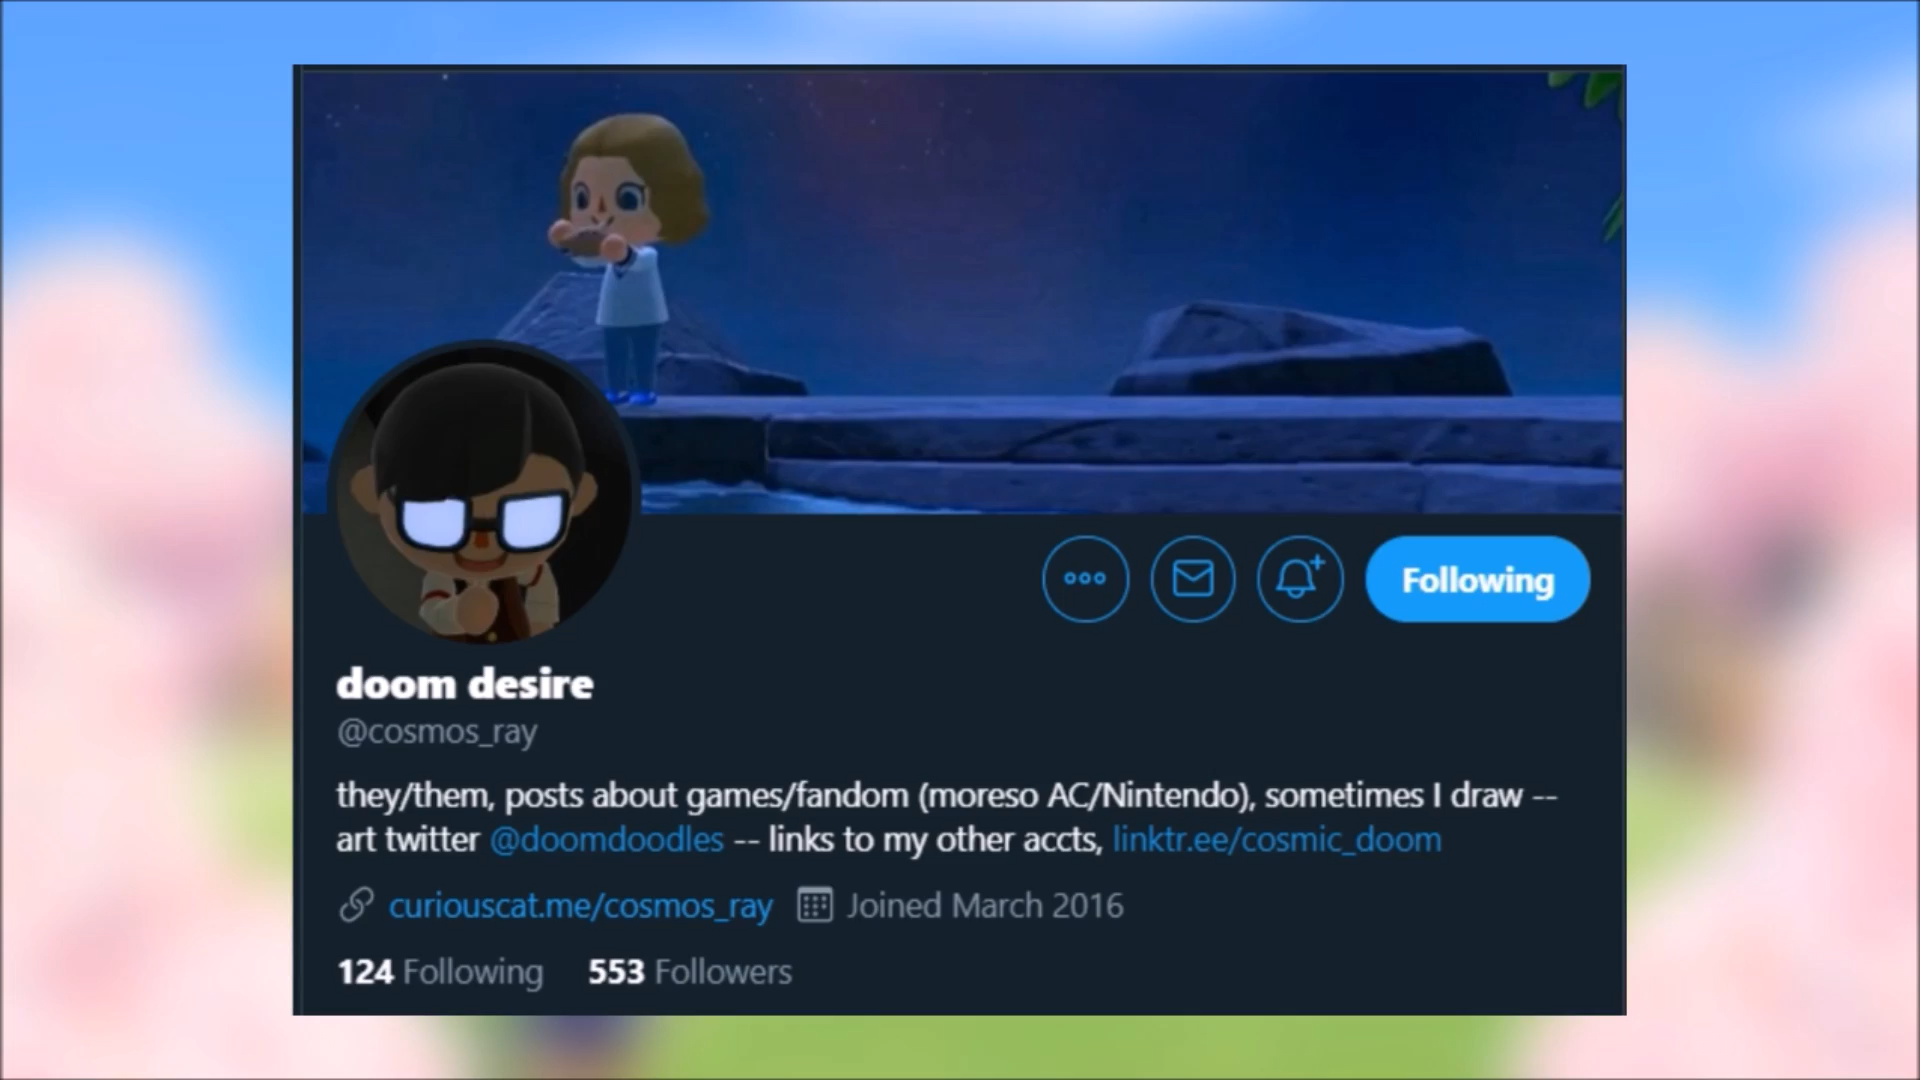 Following
doom desire
@cosmos_ray
they/them, posts about games/fandom (moreso AC/Nintendo), sometimes I draw --
art twitter @doomdoodles -- links to my other accts, linktr.ee/cosmic_doom
curiouscat.me/cosmos_ray Joined March 2016
124 Following 553 Followers